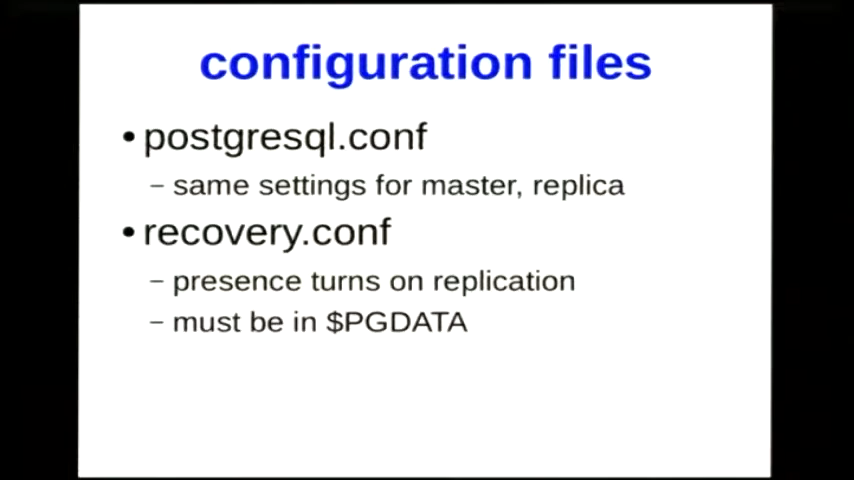 configuration files
• postgresql.conf
– same settings for master, replica
• recovery.conf
– presence turns on replication
– must be in $PGDATA